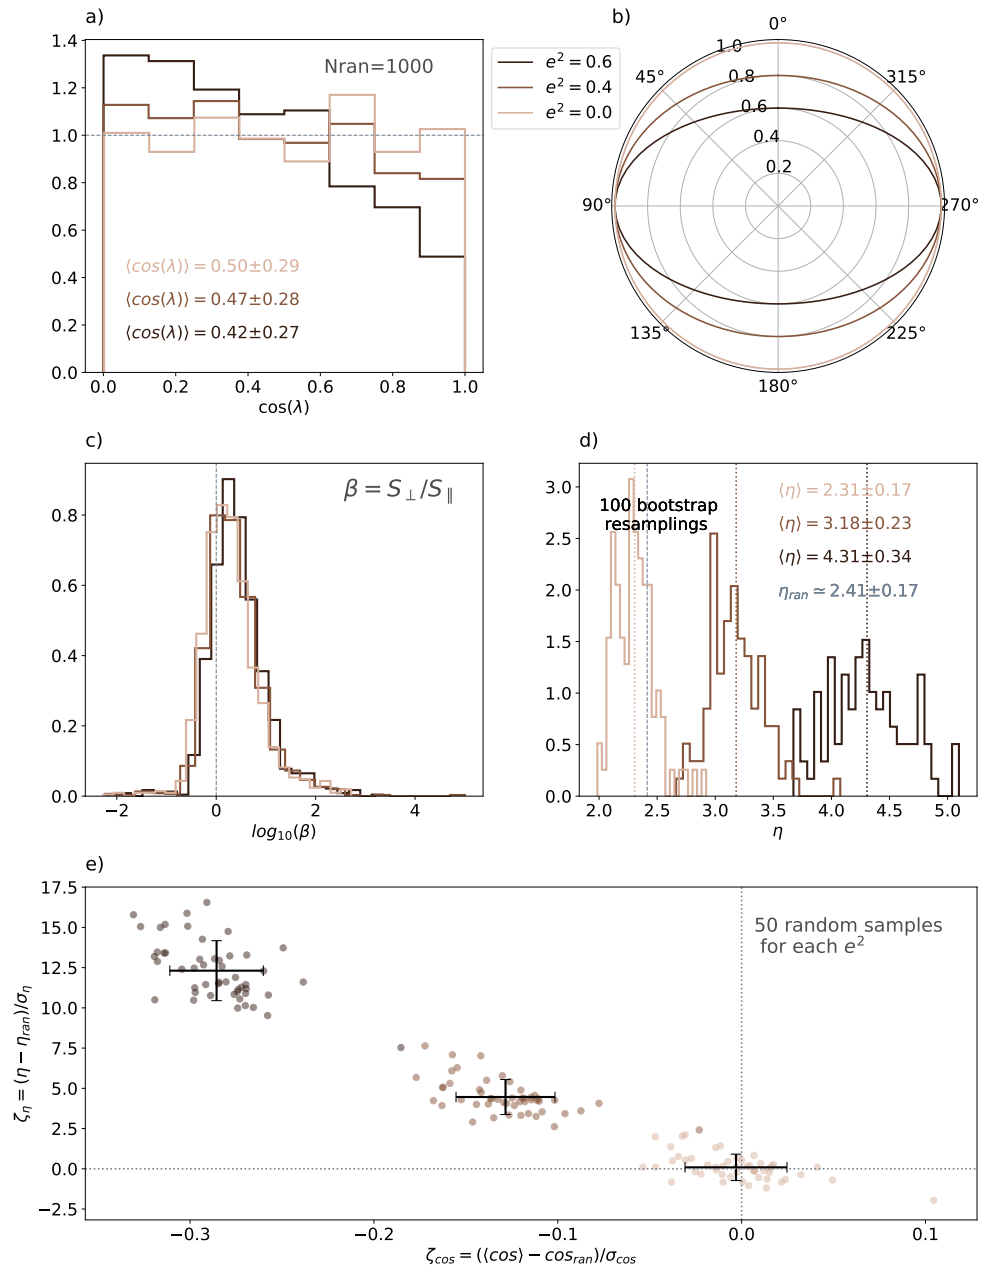 a)
1.4
1.2
1.0
0.8
0.6
0.4
0.2
0.0
Nran=1000
⟨cos(λ)⟩ = 0.50±0.29
⟨cos(λ)⟩ = 0.47±0.28
⟨cos(λ)⟩ = 0.42±0.27
0.0 0.2 0.4 0.6 0.8 1.0
cos(λ)
e² = 0.6
e² = 0.4
e² = 0.0
b)
0°
45°
315°
1.0
0.8
0.6
0.4
0.2
90°
270°
135°
225°
180°
c)
0.8
0.6
0.4
0.2
0.0
β = S⊥/S∥
−2 0 2 4
log₁₀(β)
d)
3.0
2.5
2.0
1.5
1.0
0.5
0.0
100 bootstrap
resamplings
⟨η⟩ = 2.31±0.17
⟨η⟩ = 3.18±0.23
⟨η⟩ = 4.31±0.34
ηran ≃ 2.41±0.17
2.0 2.5 3.0 3.5 4.0 4.5 5.0
η
e)
17.5
15.0
12.5
10.0
7.5
5.0
2.5
0.0
−2.5
ζη = (η − ηran)/ση
50 random samples
for each e²
−0.3 −0.2 −0.1 0.0 0.1
ζcos = (⟨cos⟩ − cosran)/σcos